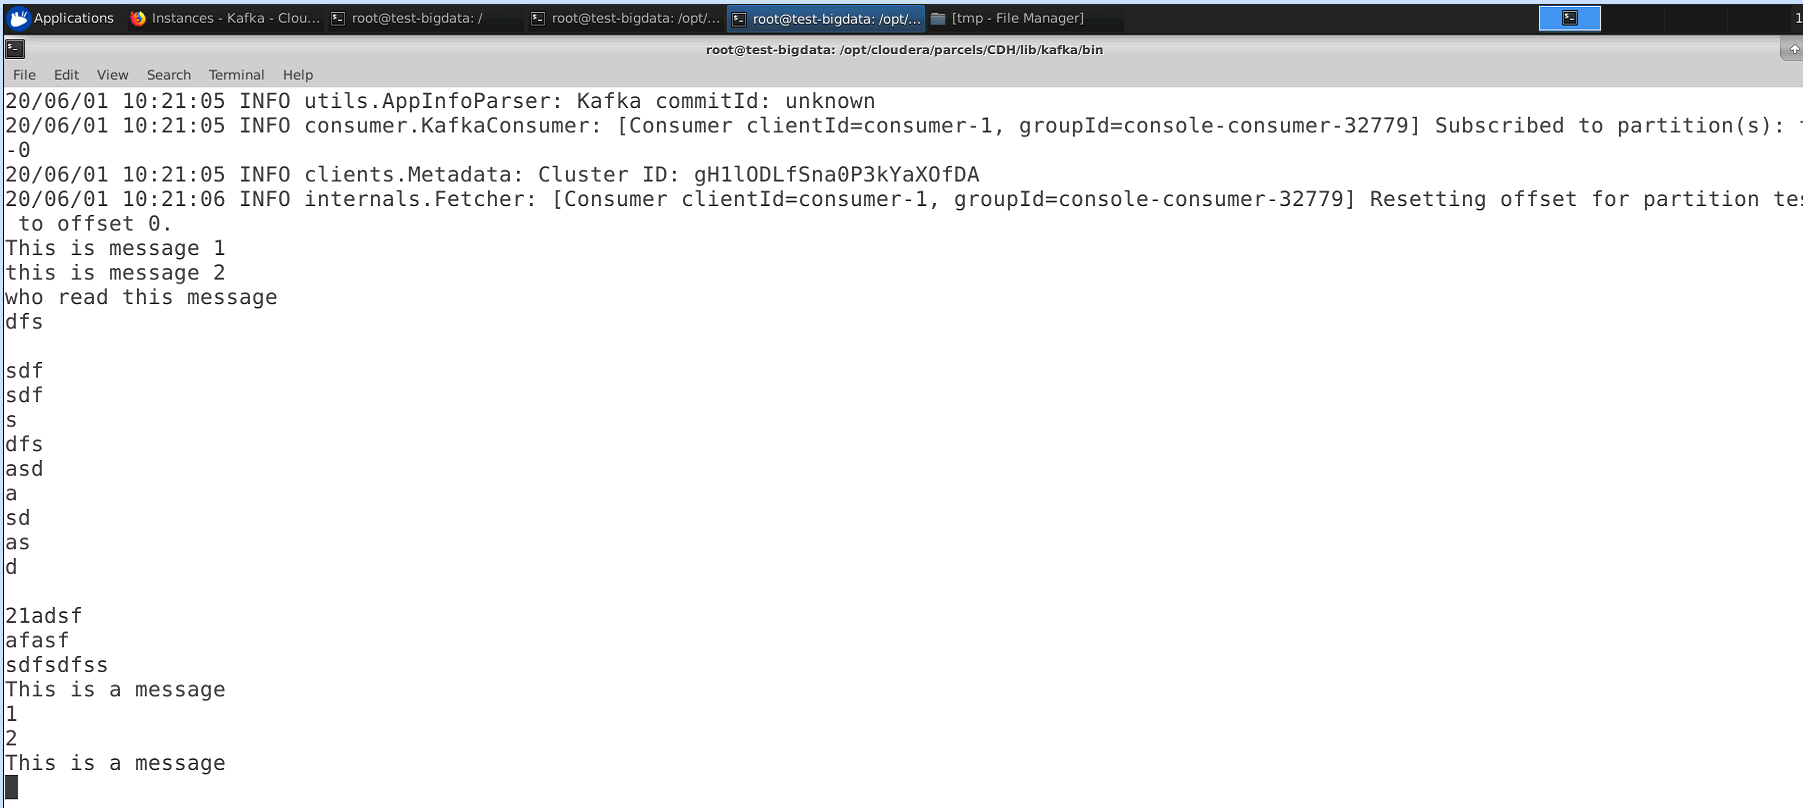 Applications Instances - Kafka - Clou... root@test-bigdata: / root@test-bigdata: /opt/... root@test-bigdata: /opt/... [tmp - File Manager] 1
root@test-bigdata: /opt/cloudera/parcels/CDH/lib/kafka/bin
File Edit View Search Terminal Help
20/06/01 10:21:05 INFO utils.AppInfoParser: Kafka commitId: unknown
20/06/01 10:21:05 INFO consumer.KafkaConsumer: [Consumer clientId=consumer-1, groupId=console-consumer-32779] Subscribed to partition(s):
-0
20/06/01 10:21:05 INFO clients.Metadata: Cluster ID: gH1lODLfSna0P3kYaXOfDA
20/06/01 10:21:06 INFO internals.Fetcher: [Consumer clientId=consumer-1, groupId=console-consumer-32779] Resetting offset for partition tes
to offset 0.
This is message 1
this is message 2
who read this message
dfs
sdf
sdf
s
dfs
asd
a
sd
as
d
21adsf
afasf
sdfsdfss
This is a message
1
2
This is a message